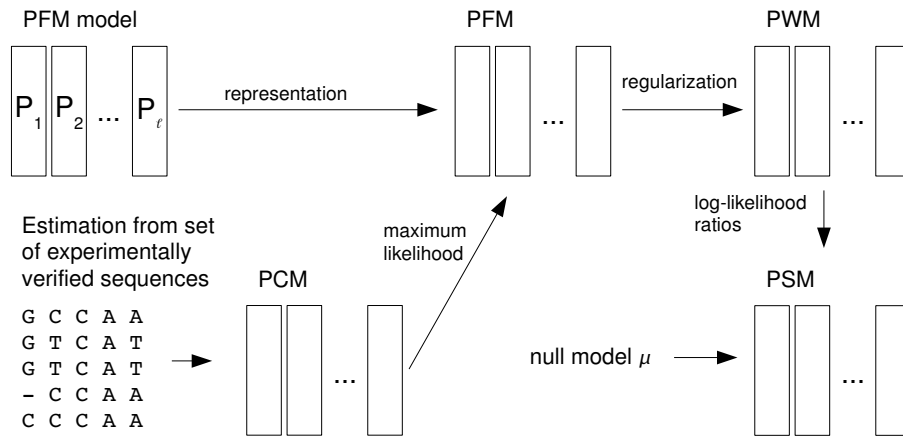 PFM model
PFM
PWM
P1 P2 ... Pℓ
representation
...
regularization
...
Estimation from set
of experimentally
verified sequences
maximum
likelihood
log-likelihood
ratios
PCM
PSM
G C C A A
G T C A T
G T C A T
– C C A A
C C C A A
...
null model μ
...